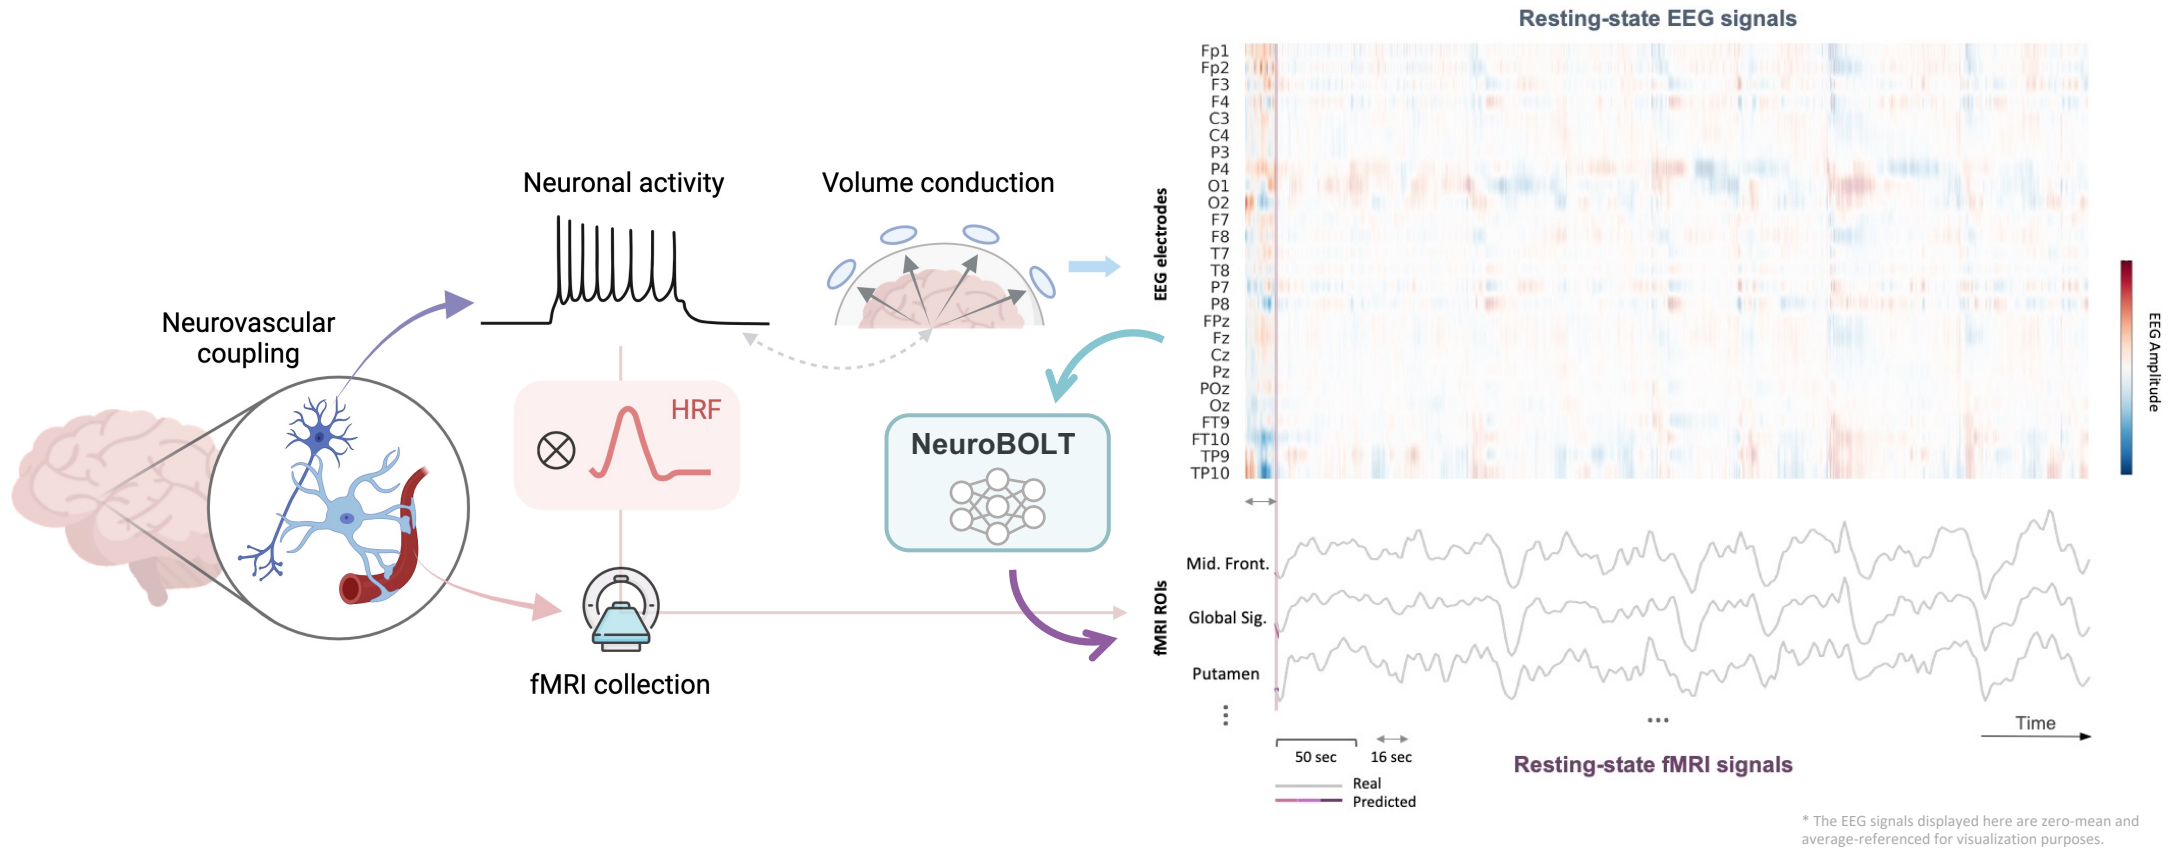 Neurovascular
coupling
Neuronal activity
Volume conduction
HRF
fMRI collection
NeuroBOLT
Resting-state EEG signals
EEG electrodes
Fp1
Fp2
F3
F4
C3
C4
P3
P4
O1
O2
F7
F8
T7
T8
P7
P8
FPz
Fz
Cz
Pz
POz
Oz
FT9
FT10
TP9
TP10
EEG Amplitude
fMRI ROIs
Mid. Front.
Global Sig.
Putamen
⋮
...
Time
50 sec
16 sec
Real
Predicted
Resting-state fMRI signals
* The EEG signals displayed here are zero-mean and
average-referenced for visualization purposes.